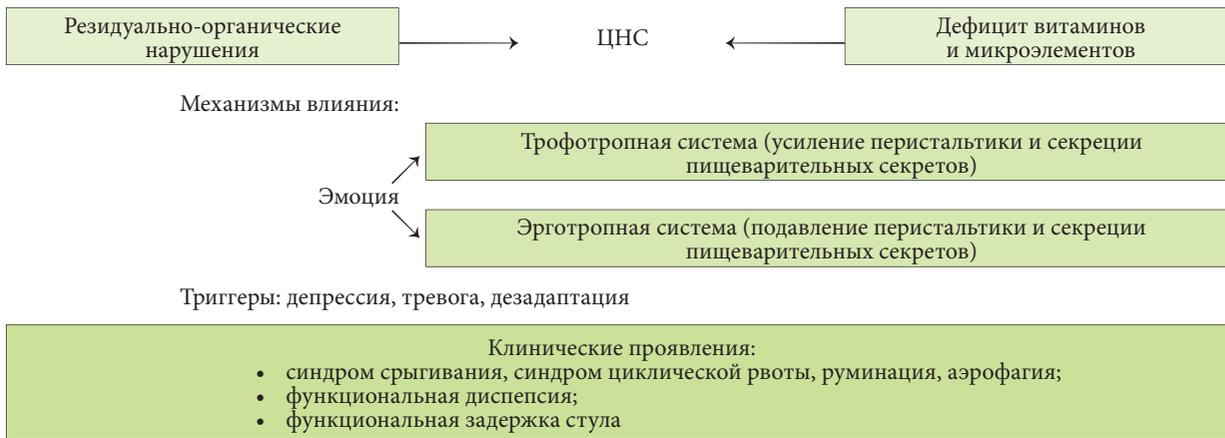 Резидуально-органические
нарушения
ЦНС
Дефицит витаминов
и микроэлементов
Механизмы влияния:
Трофотропная система (усиление перистальтики и секреции
пищеварительных секретов)
Эмоция
Эрготропная система (подавление перистальтики и секреции
пищеварительных секретов)
Триггеры: депрессия, тревога, дезадаптация
Клинические проявления:
• синдром срыгивания, синдром циклической рвоты, руминация, аэрофагия;
• функциональная диспепсия;
• функциональная задержка стула